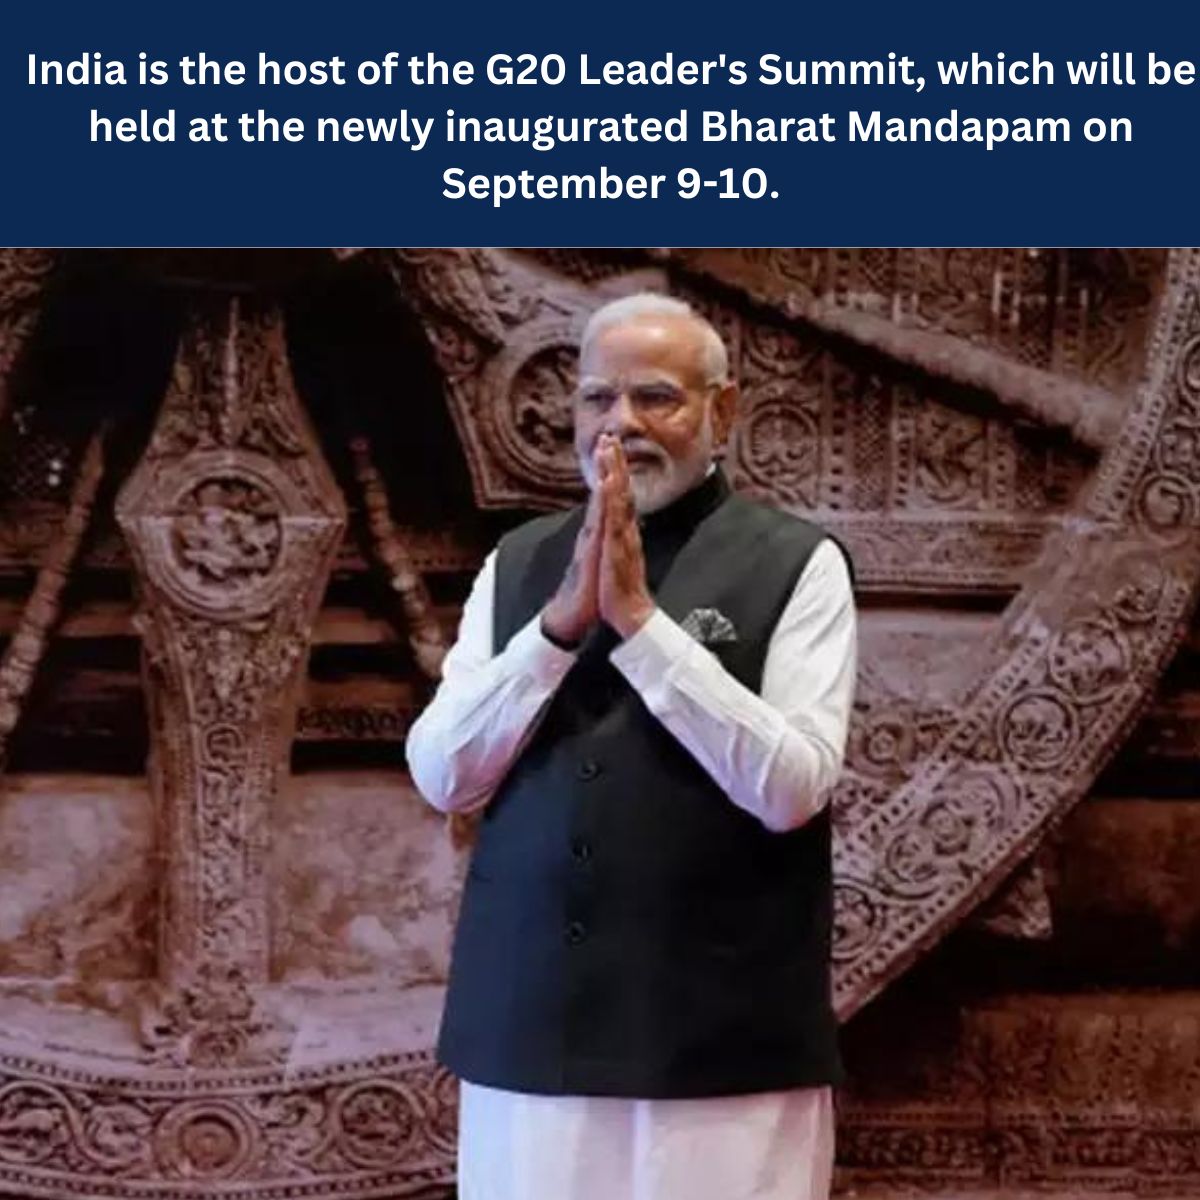 India is the host of the G20 Leader's Summit, which will be
held at the newly inaugurated Bharat Mandapam on
September 9-10.